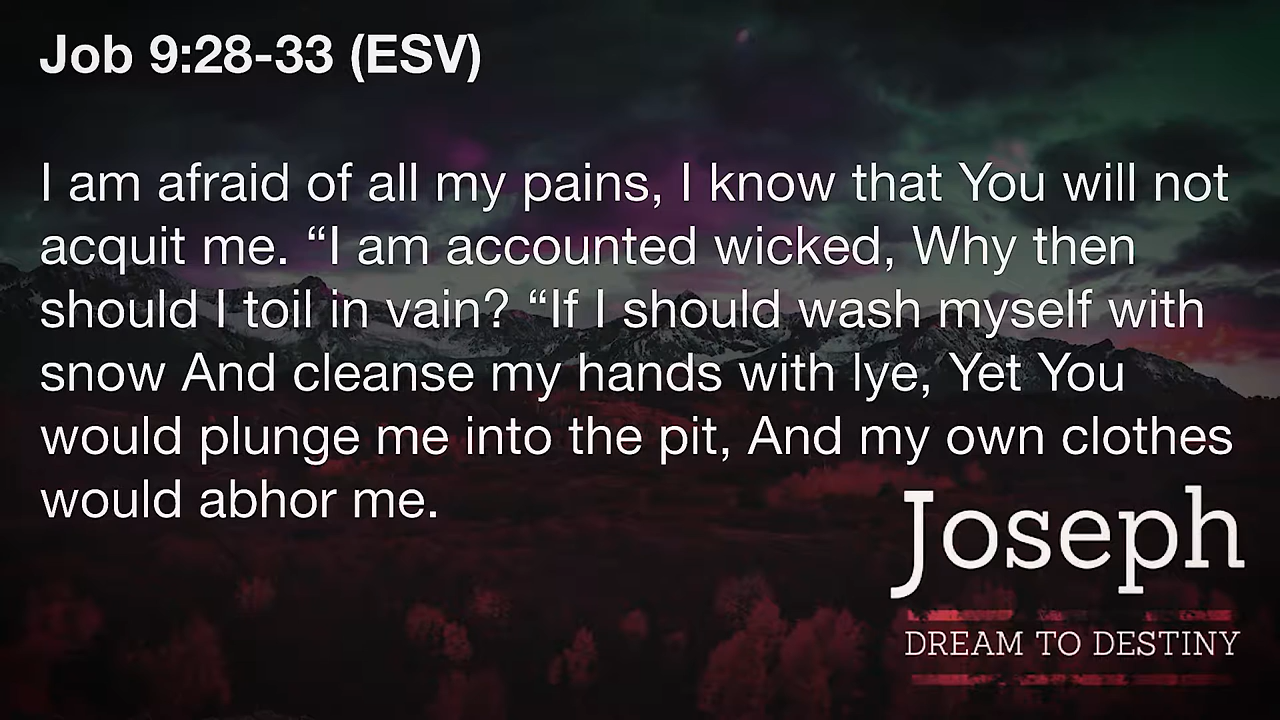 Job 9:28-33 (ESV)
I am afraid of all my pains, I know that You will not
acquit me. “I am accounted wicked, Why then
should I toil in vain? “If I should wash myself with
snow And cleanse my hands with lye, Yet You
would plunge me into the pit, And my own clothes
would abhor me.
Joseph
DREAM TO DESTINY